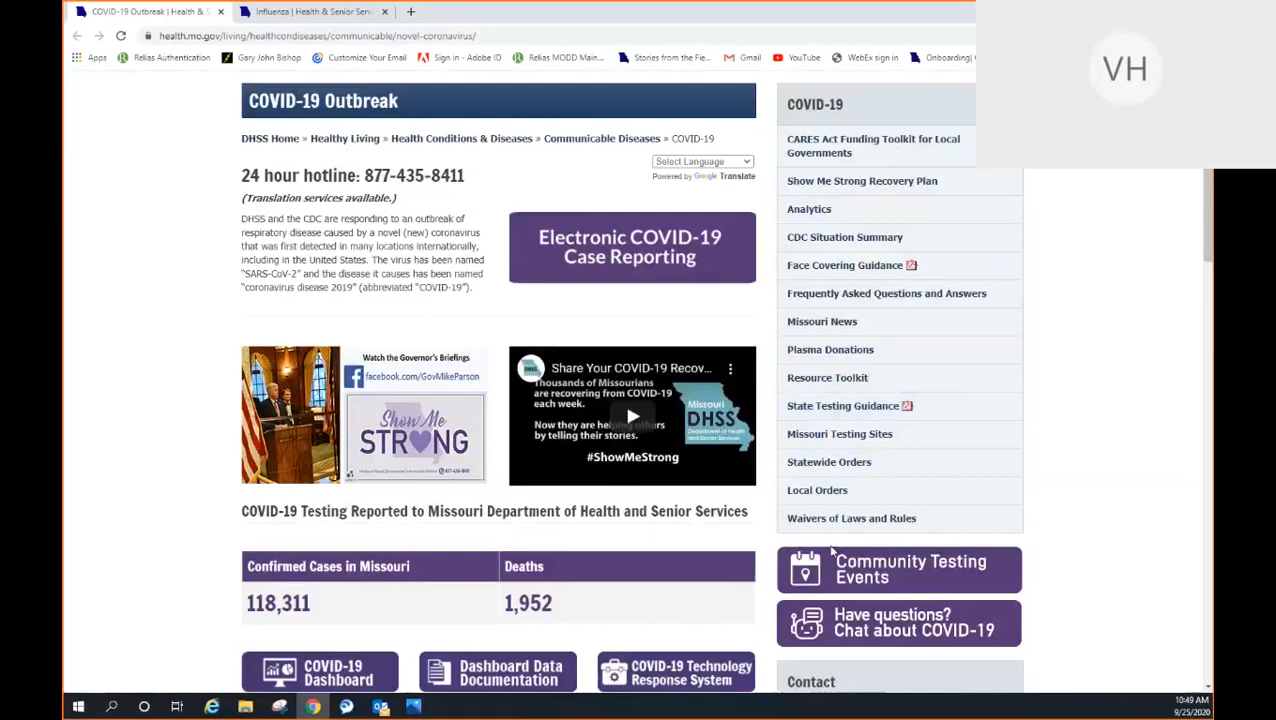 COVID-19 Outbreak | Health & S
Influenza | Health & Senior Serv
health.mo.gov/living/healthcondiseases/communicable/novel-coronavirus/
Apps
Relias Authentication
Gary John Bishop
Customize Your Email
Sign in - Adobe ID
Relias MODD Main...
Stories from the Fie...
Gmail
YouTube
WebEx sign in
Onboarding|
VH
COVID-19 Outbreak
DHSS Home » Healthy Living » Health Conditions & Diseases » Communicable Diseases » COVID-19
24 hour hotline: 877-435-8411
(Translation services available.)
Select Language
Powered by Google Translate
DHSS and the CDC are responding to an outbreak of
respiratory disease caused by a novel (new) coronavirus
that was first detected in many locations internationally,
including in the United States. The virus has been named
"SARS-CoV-2" and the disease it causes has been named
"coronavirus disease 2019" (abbreviated "COVID-19").
Electronic COVID-19
Case Reporting
Watch the Governor's Briefings
facebook.com/GovMikeParson
Show Me
STRONG
Share Your COVID-19 Recov...
Thousands of Missourians
are recovering from COVID-19
each week.
Now they are helping others
by telling their stories.
#ShowMeStrong
Missouri
DHSS
COVID-19 Testing Reported to Missouri Department of Health and Senior Services
Confirmed Cases in Missouri
Deaths
118,311
1,952
COVID-19
Dashboard
Dashboard Data
Documentation
COVID-19 Technology
Response System
COVID-19
CARES Act Funding Toolkit for Local
Governments
Show Me Strong Recovery Plan
Analytics
CDC Situation Summary
Face Covering Guidance
Frequently Asked Questions and Answers
Missouri News
Plasma Donations
Resource Toolkit
State Testing Guidance
Missouri Testing Sites
Statewide Orders
Local Orders
Waivers of Laws and Rules
Community Testing
Events
Have questions?
Chat about COVID-19
Contact
10:49 AM
9/25/2020